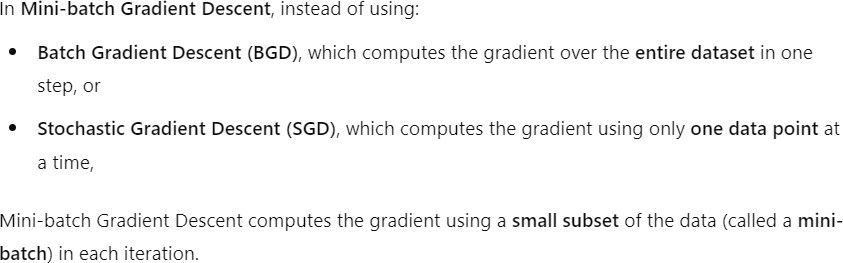 In Mini-batch Gradient Descent, instead of using:
• Batch Gradient Descent (BGD), which computes the gradient over the entire dataset in one
step, or
• Stochastic Gradient Descent (SGD), which computes the gradient using only one data point at
a time,
Mini-batch Gradient Descent computes the gradient using a small subset of the data (called a mini-
batch) in each iteration.